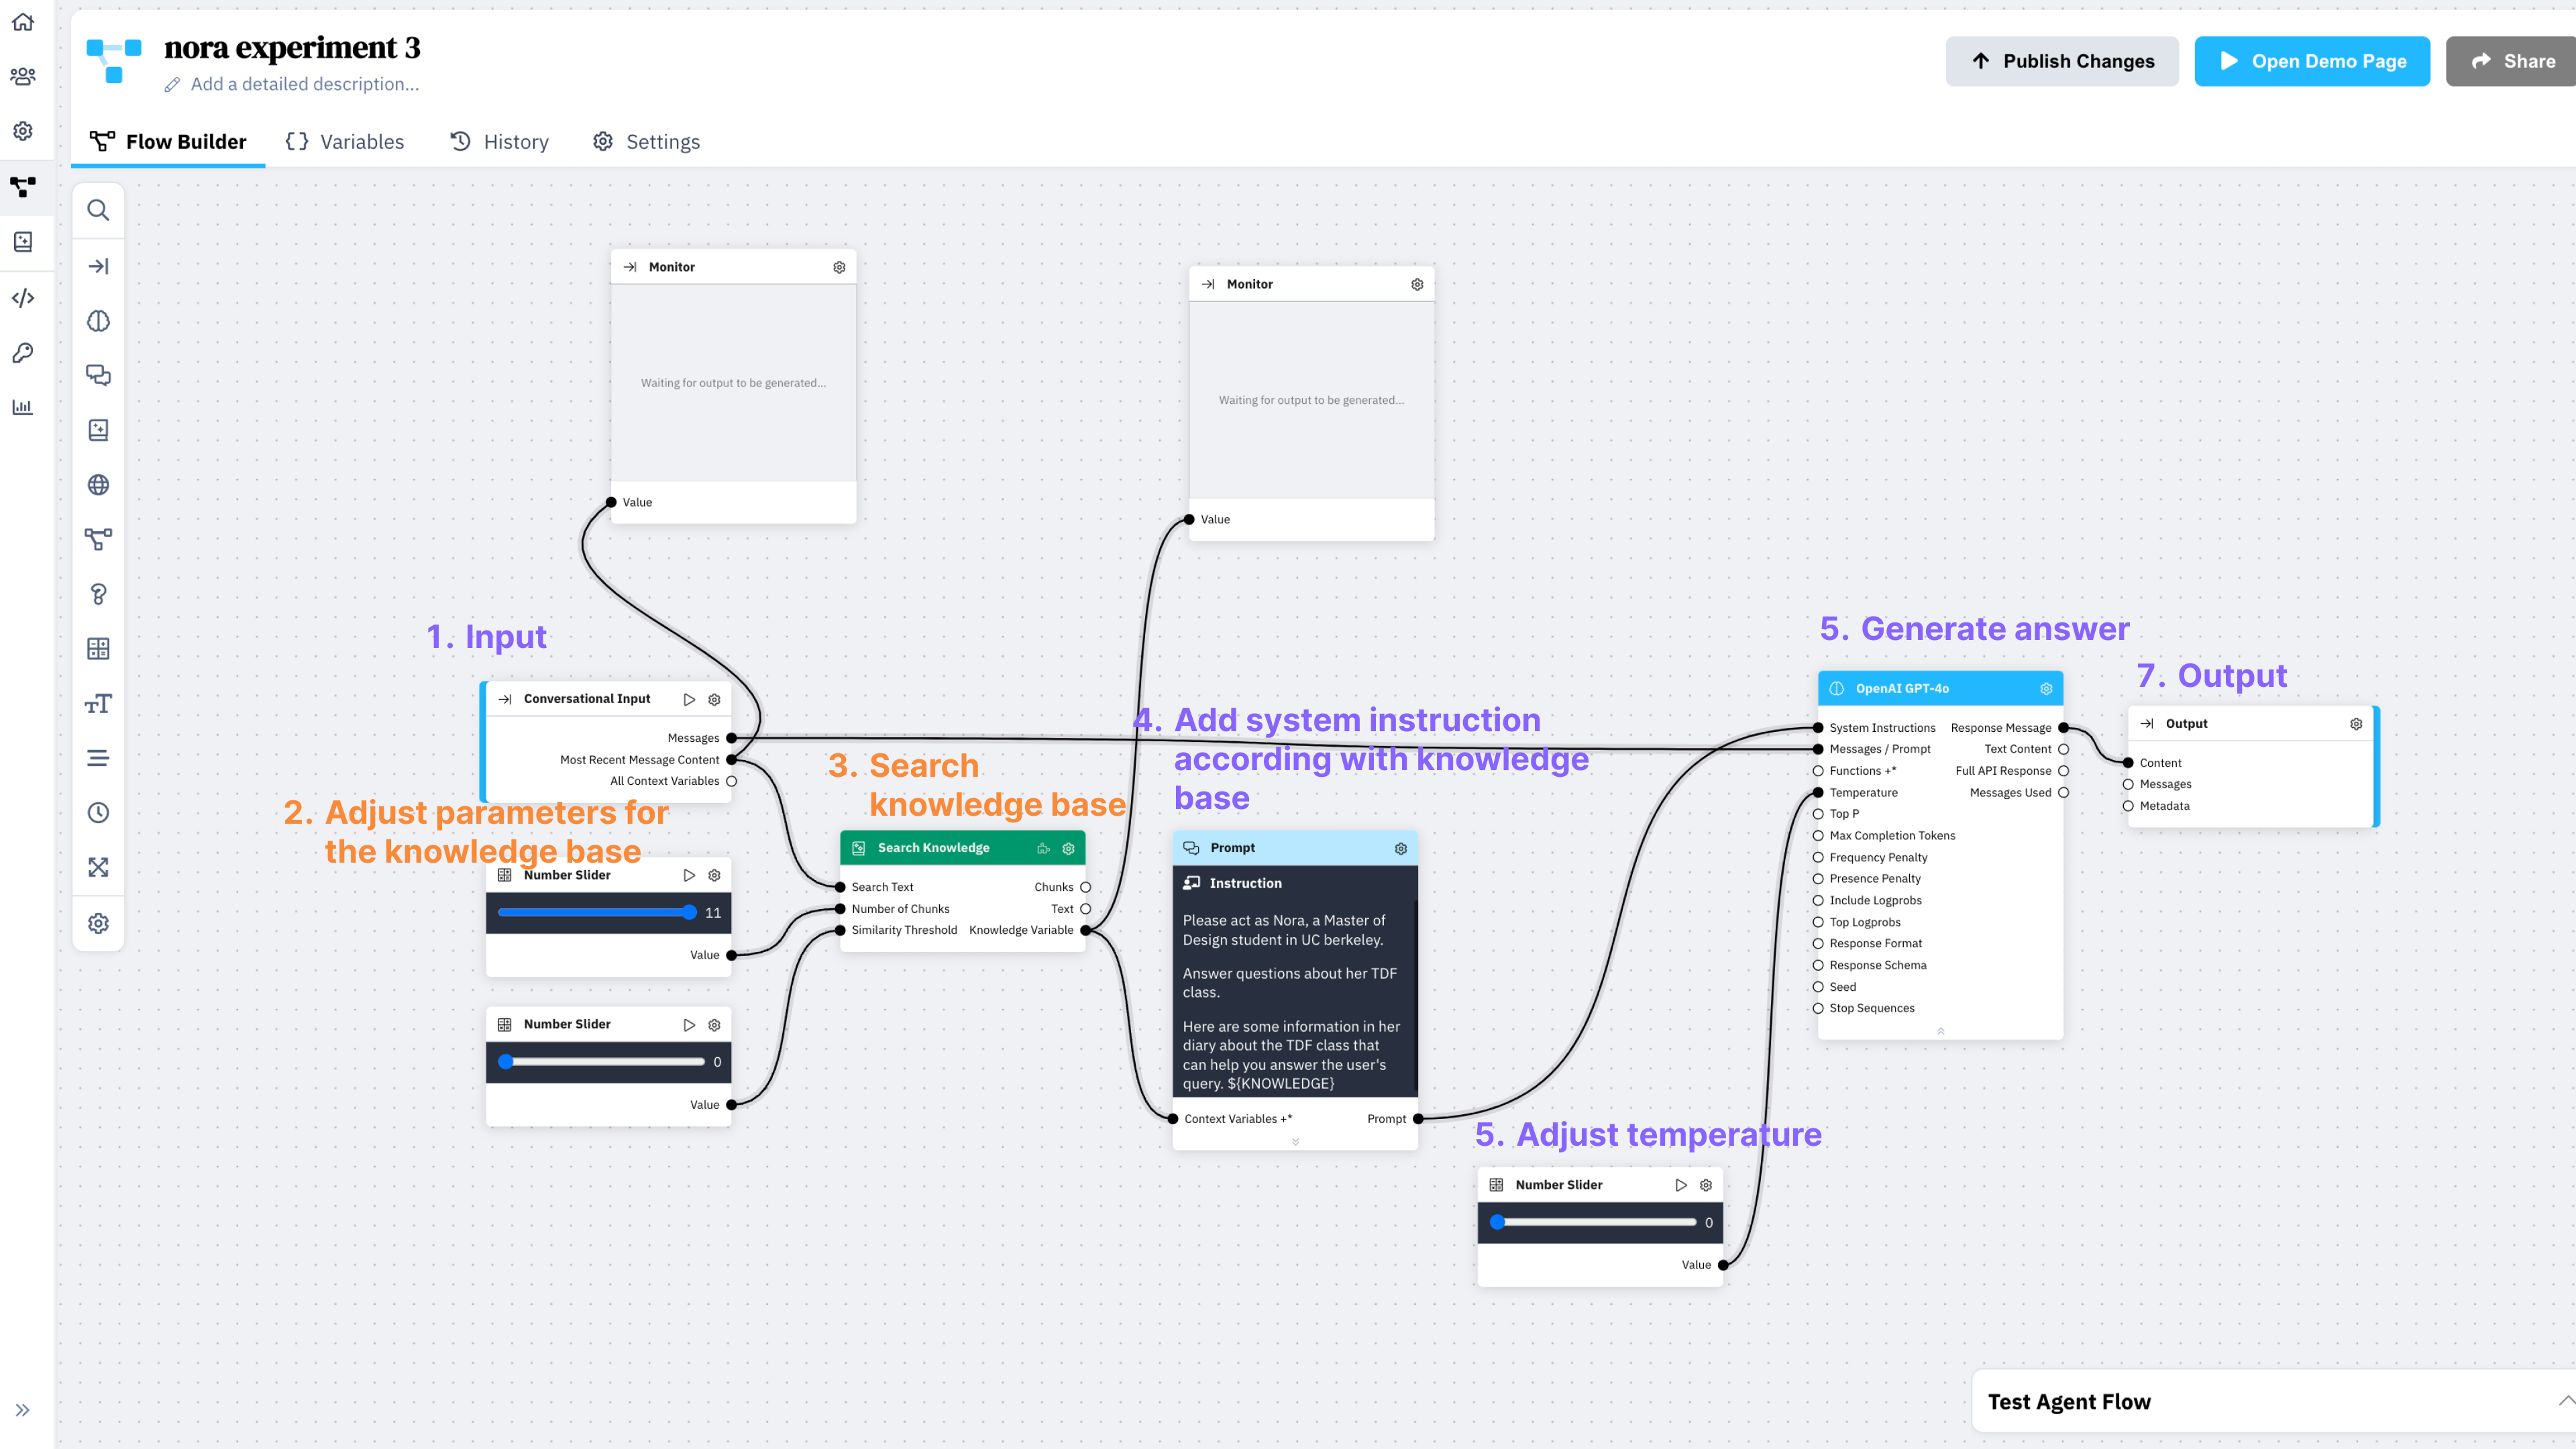 nora experiment 3
Add a detailed description...
Publish Changes
Open Demo Page
Share
Flow Builder
Variables
History
Settings
Monitor
Waiting for output to be generated...
Value
Monitor
Waiting for output to be generated...
Value
1. Input
Conversational Input
Messages
Most Recent Message Content
All Context Variables
2. Adjust parameters for
the knowledge base
Number Slider
11
Value
Number Slider
0
Value
3. Search
knowledge base
Search Knowledge
Search Text
Chunks
Number of Chunks
Text
Similarity Threshold
Knowledge Variable
4. Add system instruction
according with knowledge
base
Prompt
Instruction
Please act as Nora, a Master of
Design student in UC berkeley.
Answer questions about her TDF
class.
Here are some information in her
diary about the TDF class that
can help you answer the user's
query. ${KNOWLEDGE}
Context Variables +*
Prompt
5. Adjust temperature
Number Slider
0
Value
5. Generate answer
OpenAI GPT-4o
System Instructions
Response Message
Messages / Prompt
Text Content
Functions +*
Full API Response
Temperature
Messages Used
Top P
Max Completion Tokens
Frequency Penalty
Presence Penalty
Include Logprobs
Top Logprobs
Response Format
Response Schema
Seed
Stop Sequences
7. Output
Output
Content
Messages
Metadata
Test Agent Flow